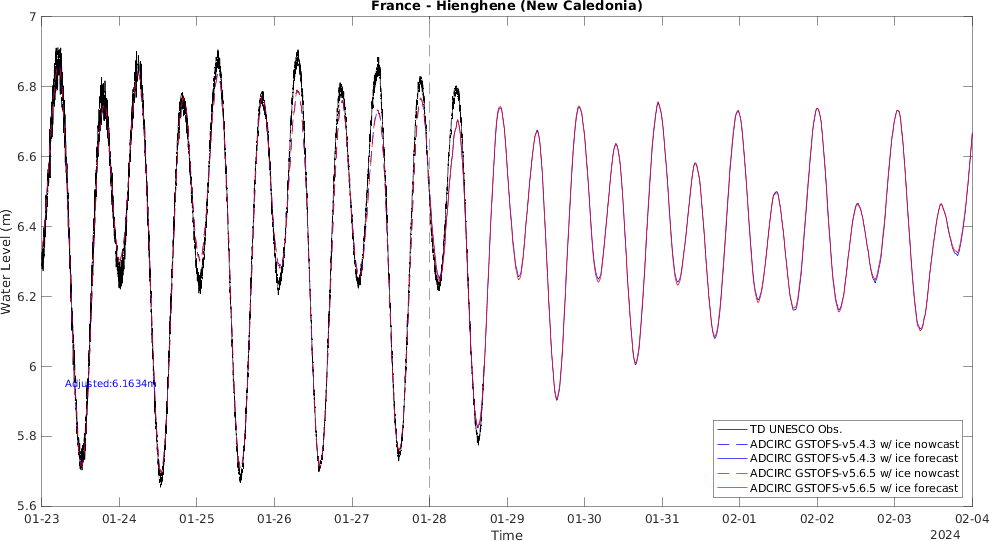 France - Hienghene (New Caledonia)
7
6.8
6.6
6.4
6.2
6
5.8
5.6
Water Level (m)
Adjusted:6.1634m
TD UNESCO Obs.
ADCIRC GSTOFS-v5.4.3 w/ ice nowcast
ADCIRC GSTOFS-v5.4.3 w/ ice forecast
ADCIRC GSTOFS-v5.6.5 w/ ice nowcast
ADCIRC GSTOFS-v5.6.5 w/ ice forecast
01-23 01-24 01-25 01-26 01-27 01-28 01-29 01-30 01-31 02-01 02-02 02-03 02-04
Time
2024